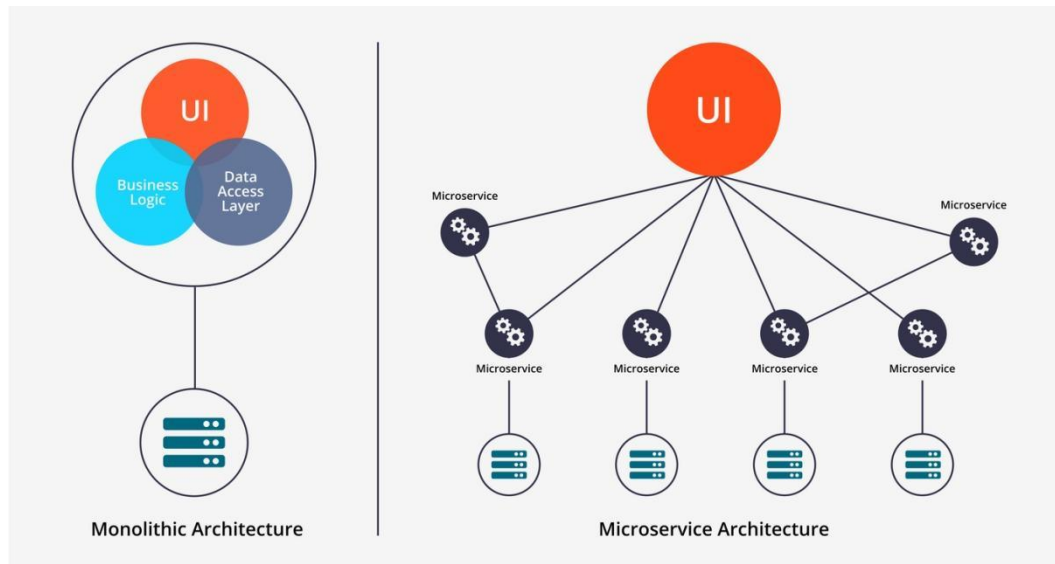 UI
Business
Logic
Data
Access
Layer
Monolithic Architecture
UI
Microservice
Microservice
Microservice
Microservice
Microservice
Microservice
Microservice Architecture